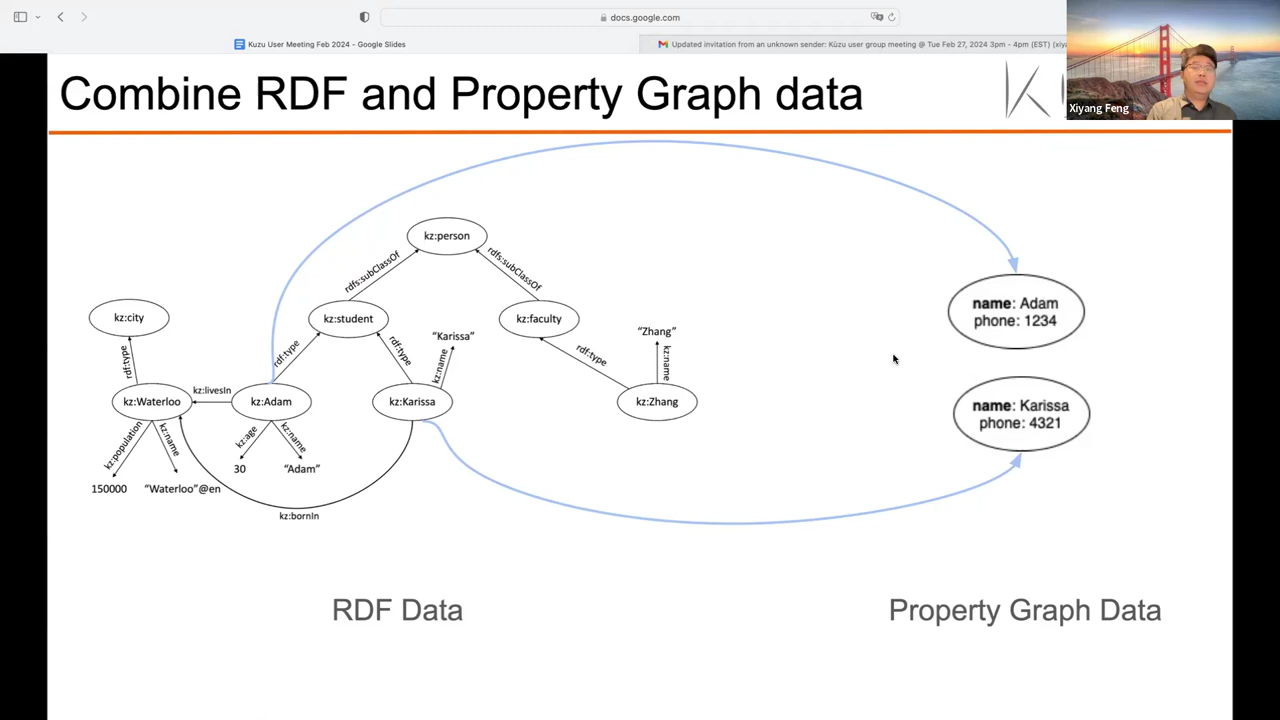 docs.google.com
Kuzu User Meeting Feb 2024 - Google Slides
Updated invitation from an unknown sender: Kùzu user group meeting @ Tue Feb 27, 2024 3pm - 4pm (EST) (xiy
Combine RDF and Property Graph data
K
Xiyang Feng
kz:person
rdfs:subClassOf
rdfs:subClassOf
kz:city
kz:student
kz:faculty
name: Adam
phone: 1234
"Karissa"
"Zhang"
rdf:type
rdf:type
rdf:type
kz:name
rdf:type
kz:name
kz:livesIn
kz:Waterloo
kz:Adam
kz:Karissa
kz:Zhang
name: Karissa
phone: 4321
kz:population
kz:name
kz:age
kz:name
30
"Adam"
150000
"Waterloo"@en
kz:bornIn
RDF Data
Property Graph Data